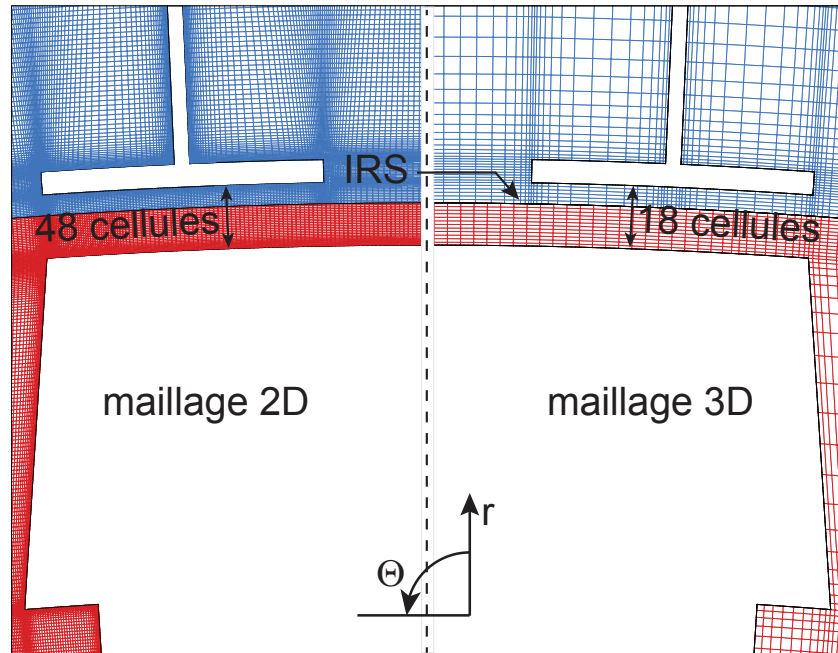 IRS
48 cellules
18 cellules
maillage 2D
maillage 3D
r
Θ